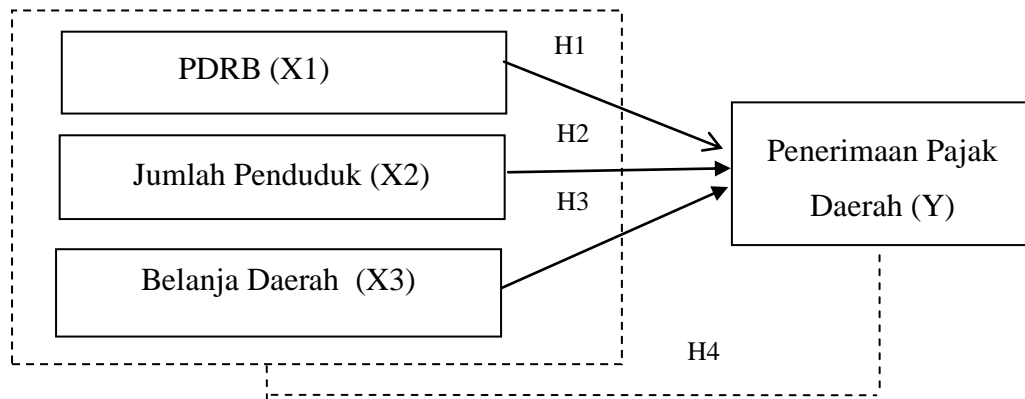 PDRB (X1)
H1
Jumlah Penduduk (X2)
H2
H3
Belanja Daerah (X3)
Penerimaan Pajak
Daerah (Y)
H4